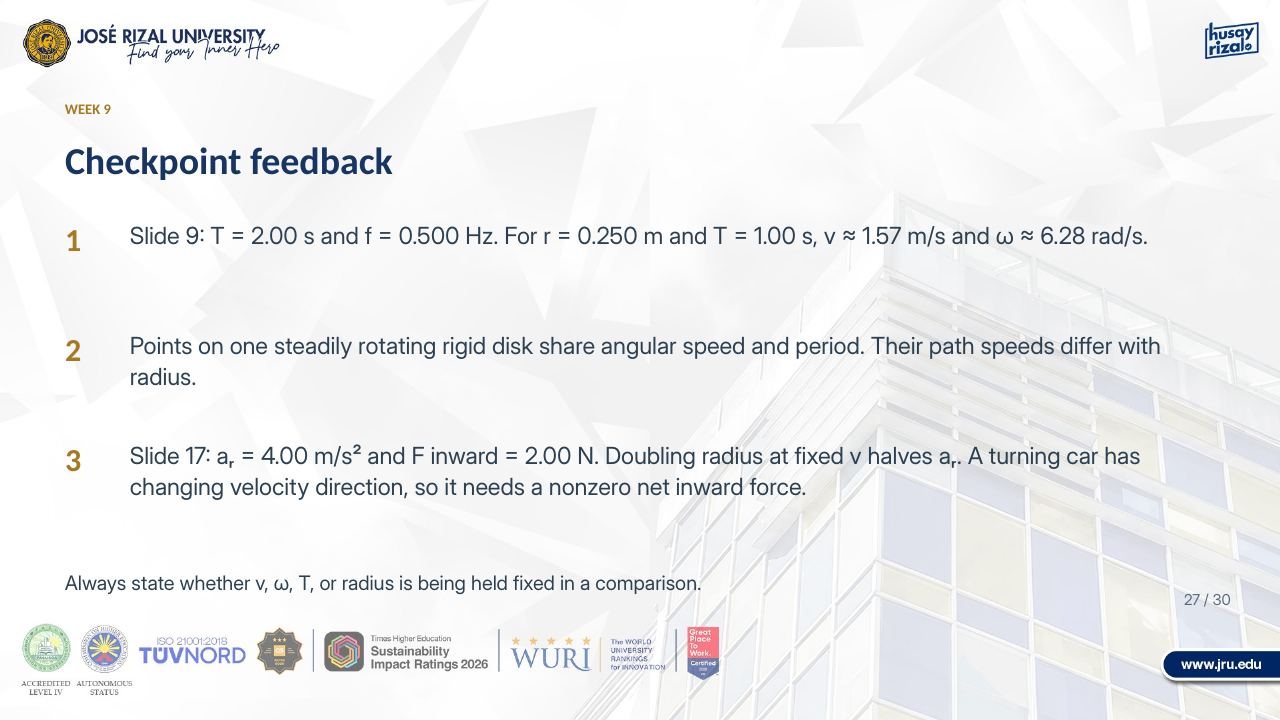 JOSÉ RIZAL UNIVERSITY
Find your Inner Hero
husay
rizal
WEEK 9
Checkpoint feedback
1 Slide 9: T = 2.00 s and f = 0.500 Hz. For r = 0.250 m and T = 1.00 s, v ≈ 1.57 m/s and ω ≈ 6.28 rad/s.
2 Points on one steadily rotating rigid disk share angular speed and period. Their path speeds differ with
radius.
3 Slide 17: aᵣ = 4.00 m/s² and F inward = 2.00 N. Doubling radius at fixed v halves aᵣ. A turning car has
changing velocity direction, so it needs a nonzero net inward force.
Always state whether v, ω, T, or radius is being held fixed in a comparison.
27 / 30
ACCREDITED
LEVEL IV
AUTONOMOUS
STATUS
ISO 21001:2018
TÜVNORD
Times Higher Education
Sustainability
Impact Ratings 2026
WURI
The WORLD
UNIVERSITY
RANKINGS
for INNOVATION
Great
Place
To
Work.
Certified
www.jru.edu